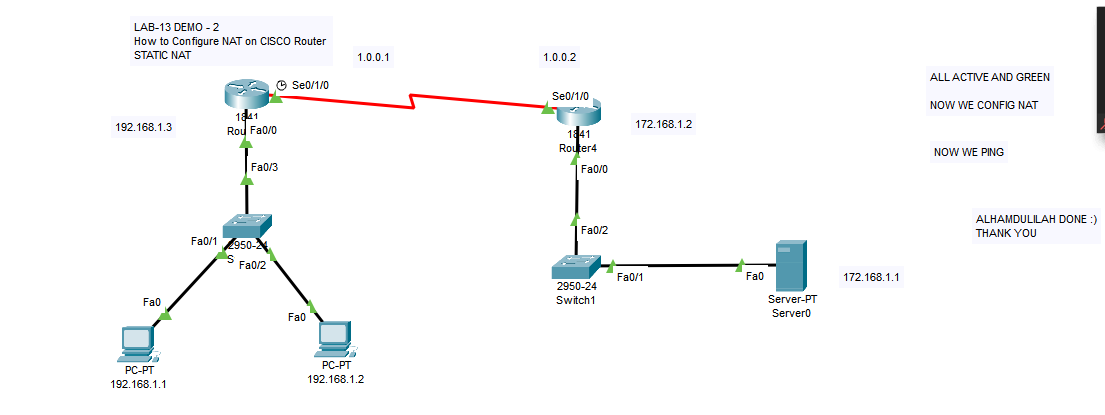 LAB-13 DEMO - 2
How to Configure NAT on CISCO Router
STATIC NAT
1.0.0.1
1.0.0.2
ALL ACTIVE AND GREEN
NOW WE CONFIG NAT
NOW WE PING
ALHAMDULILAH DONE :)
THANK YOU
Se0/1/0
1841
Rou
Fa0/0
192.168.1.3
Fa0/3
Fa0/1
2950-24
S
Fa0/2
Fa0
Fa0
PC-PT
192.168.1.1
PC-PT
192.168.1.2
Se0/1/0
1841
Router4
172.168.1.2
Fa0/0
Fa0/2
2950-24
Switch1
Fa0/1
Fa0
Server-PT
Server0
172.168.1.1